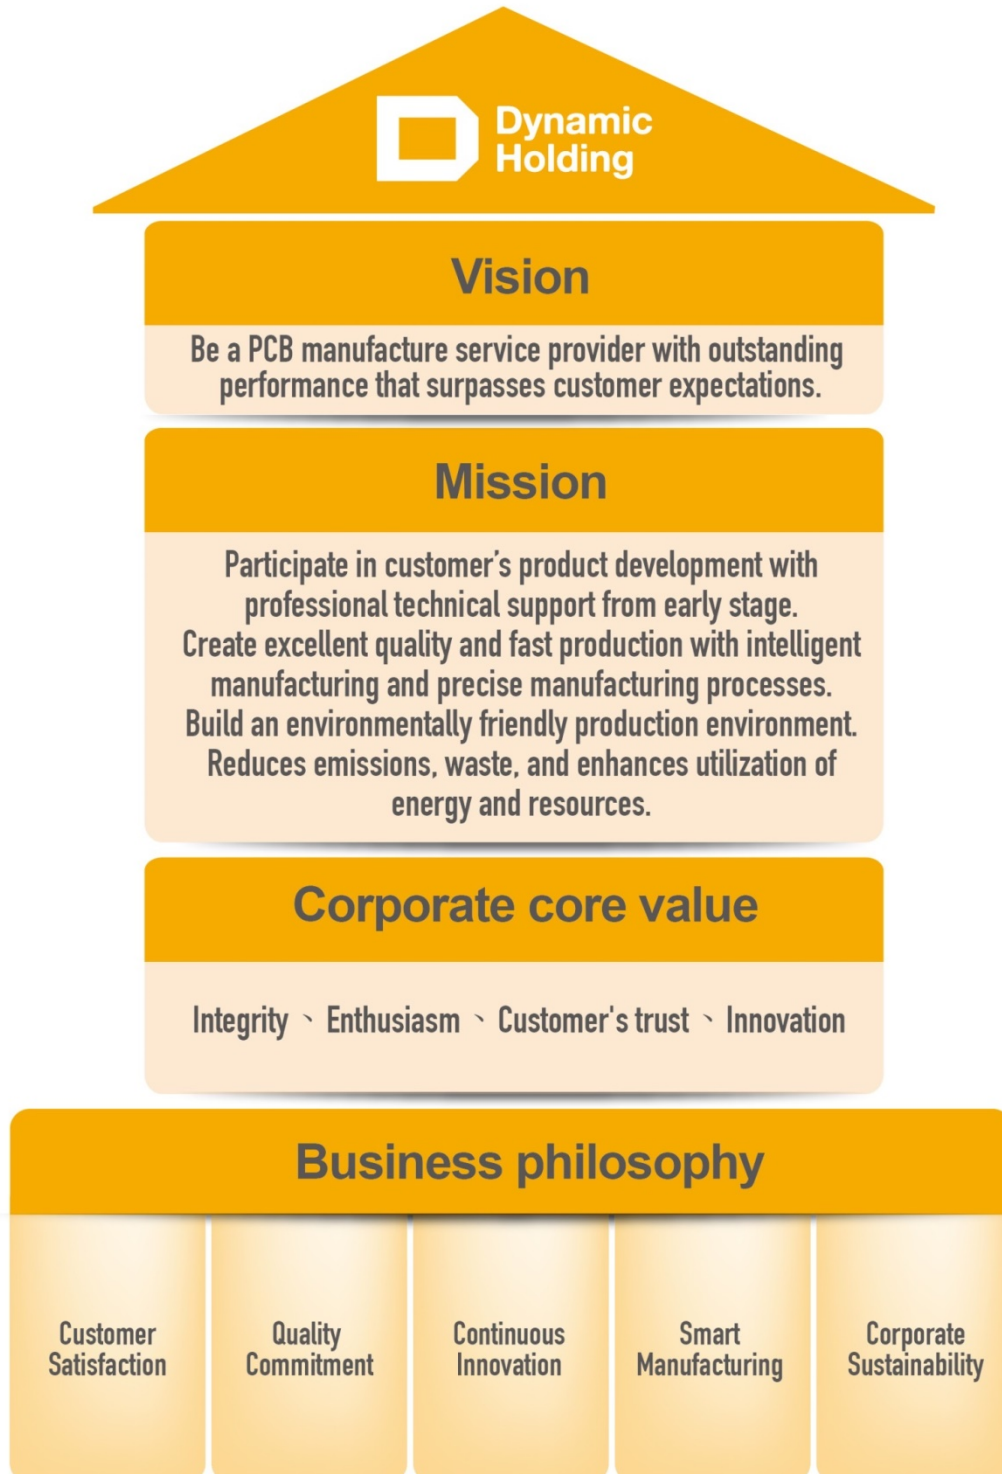 Dynamic
Holding
Vision
Be a PCB manufacture service provider with outstanding
performance that surpasses customer expectations.
Mission
Participate in customer’s product development with
professional technical support from early stage.
Create excellent quality and fast production with intelligent
manufacturing and precise manufacturing processes.
Build an environmentally friendly production environment.
Reduces emissions, waste, and enhances utilization of
energy and resources.
Corporate core value
Integrity、Enthusiasm、Customer's trust、Innovation
Business philosophy
Customer
Satisfaction
Quality
Commitment
Continuous
Innovation
Smart
Manufacturing
Corporate
Sustainability